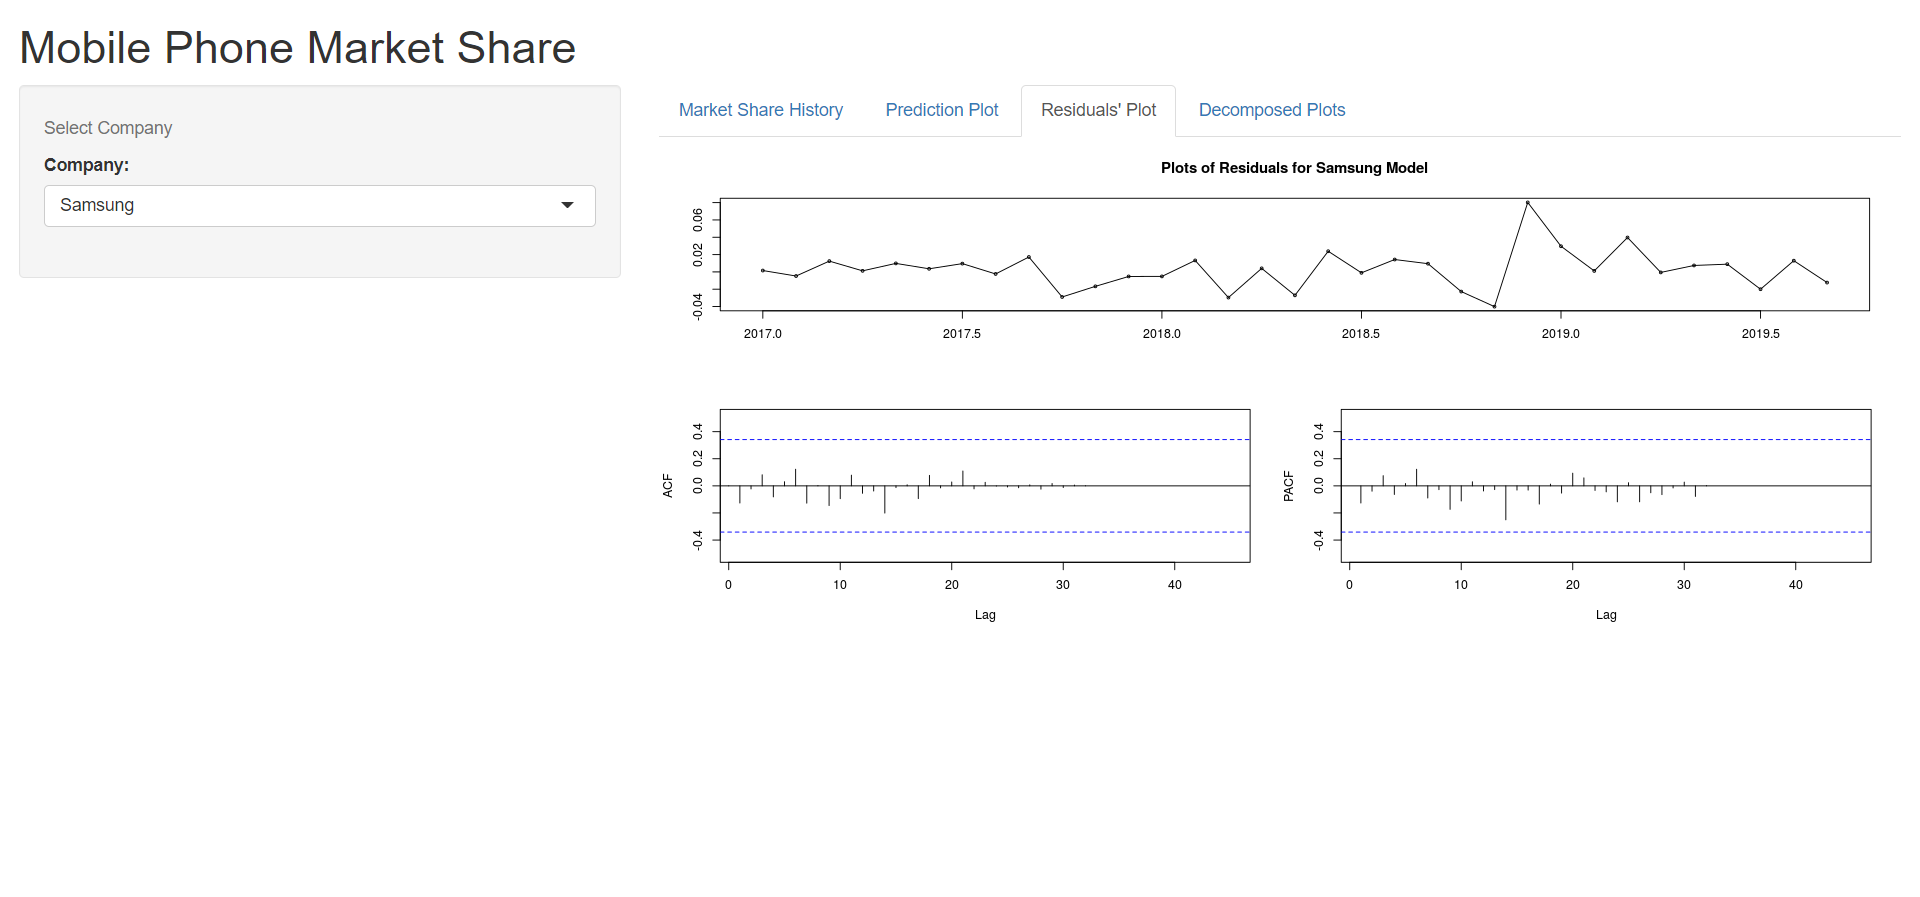 Mobile Phone Market Share
Select Company
Company:
Samsung
Market Share History
Prediction Plot
Residuals' Plot
Decomposed Plots
Plots of Residuals for Samsung Model
0.06
0.02
-0.04
2017.0 2017.5 2018.0 2018.5 2019.0 2019.5
ACF
0.4
0.2
0.0
-0.4
0 10 20 30 40
Lag
PACF
0.4
0.2
0.0
-0.4
0 10 20 30 40
Lag